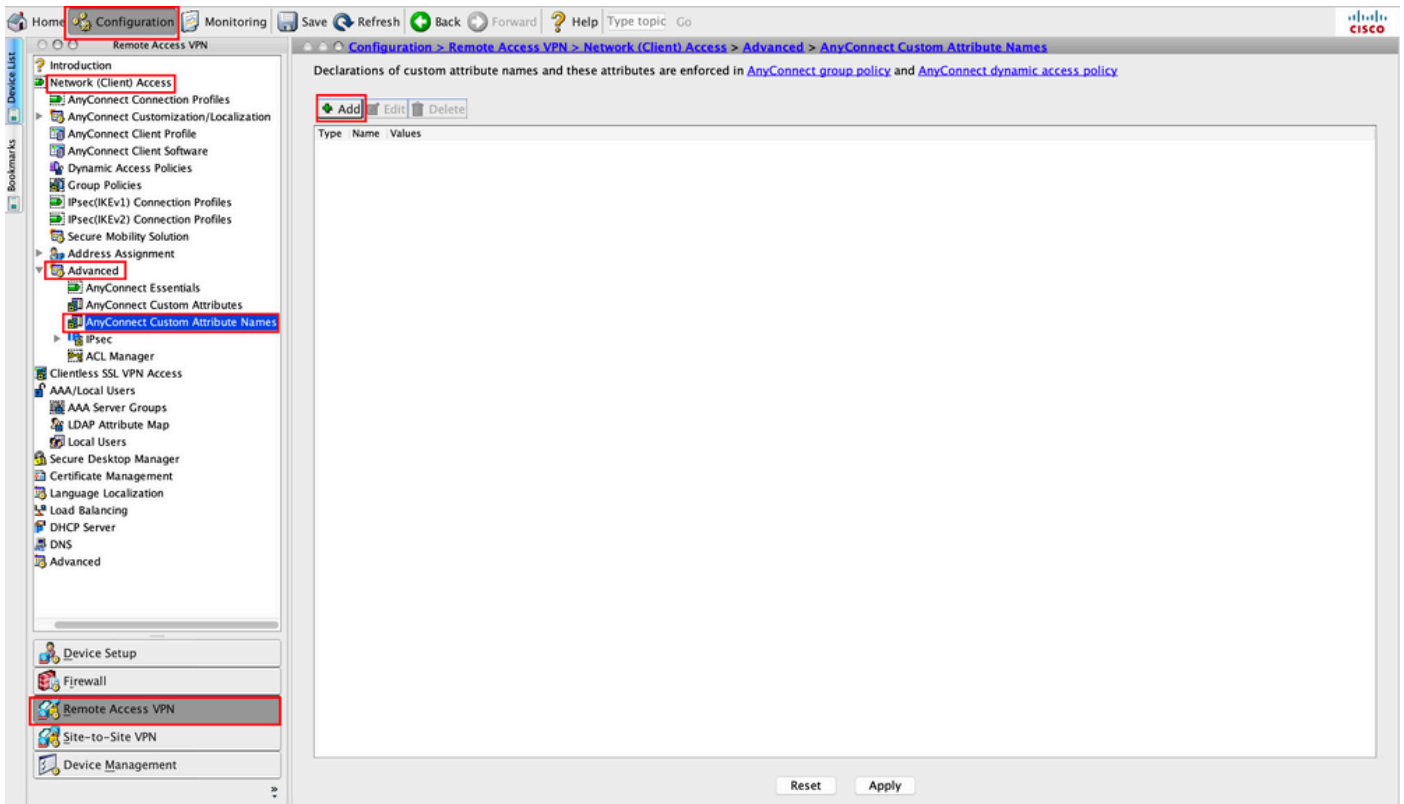 Home Configuration Monitoring Save Refresh Back Forward Help Type topic Go
CISCO
Device List
Bookmarks
Remote Access VPN
Introduction
Network (Client) Access
AnyConnect Connection Profiles
AnyConnect Customization/Localization
AnyConnect Client Profile
AnyConnect Client Software
Dynamic Access Policies
Group Policies
IPsec(IKEv1) Connection Profiles
IPsec(IKEv2) Connection Profiles
Secure Mobility Solution
Address Assignment
Advanced
AnyConnect Essentials
AnyConnect Custom Attributes
AnyConnect Custom Attribute Names
IPsec
ACL Manager
Clientless SSL VPN Access
AAA/Local Users
AAA Server Groups
LDAP Attribute Map
Local Users
Secure Desktop Manager
Certificate Management
Language Localization
Load Balancing
DHCP Server
DNS
Advanced
Device Setup
Firewall
Remote Access VPN
Site-to-Site VPN
Device Management
Configuration > Remote Access VPN > Network (Client) Access > Advanced > AnyConnect Custom Attribute Names
Declarations of custom attribute names and these attributes are enforced in AnyConnect group policy and AnyConnect dynamic access policy
Add Edit Delete
Type Name Values
Reset Apply